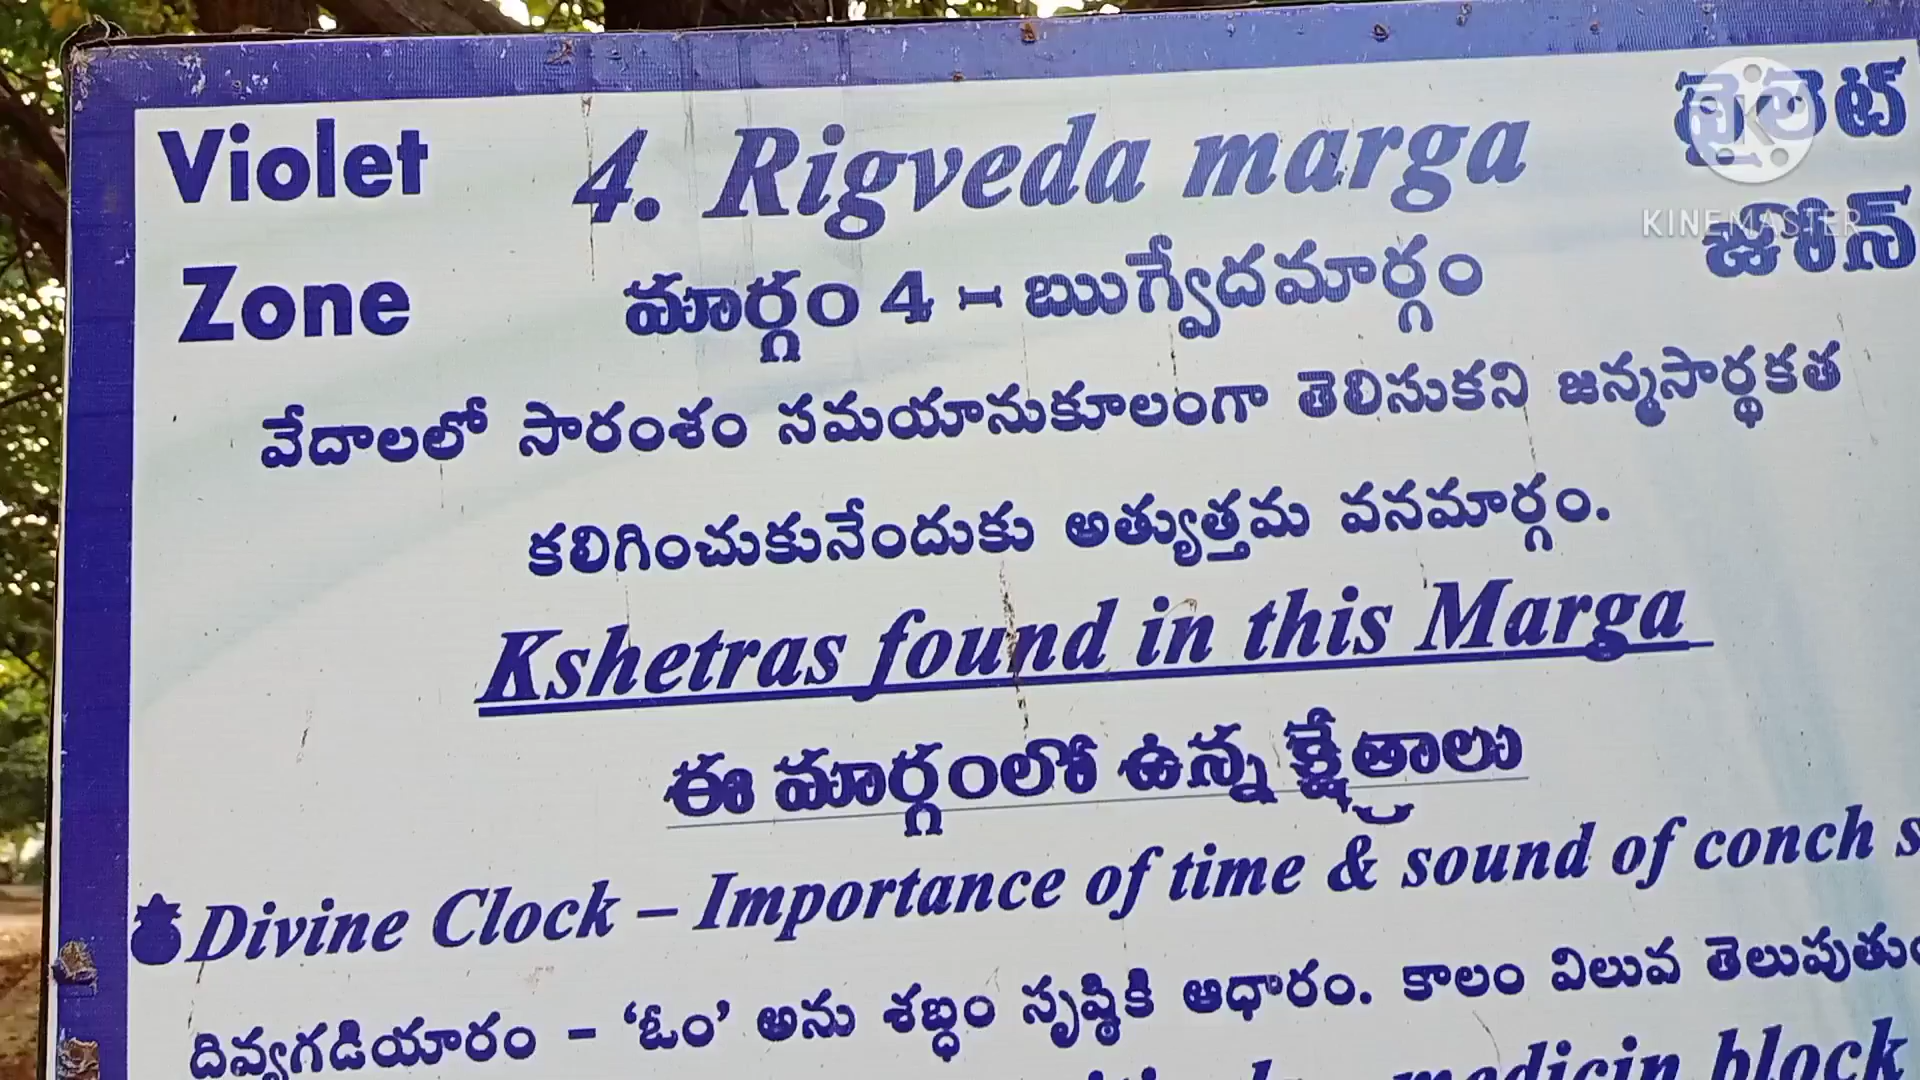 Violet
Zone
4. Rigveda marga
వైలెట్
జోన్
KINEMASTER
మార్గం 4 – ఋగ్వేదమార్గం
వేదాలలో సారంశం సమయానుకూలంగా తెలిసుకని జన్మసార్థకత
కలిగించుకునేందుకు అత్యుత్తమ వనమార్గం.
Kshetras found in this Marga
ఈ మార్గంలో ఉన్న క్షేత్రాలు
Divine Clock – Importance of time & sound of conch s
దివ్యగడియారం – ‘ఓం’ అను శబ్ధం సృష్ఠికి ఆధారం. కాలం విలువ తెలుపుతుం
medicin block